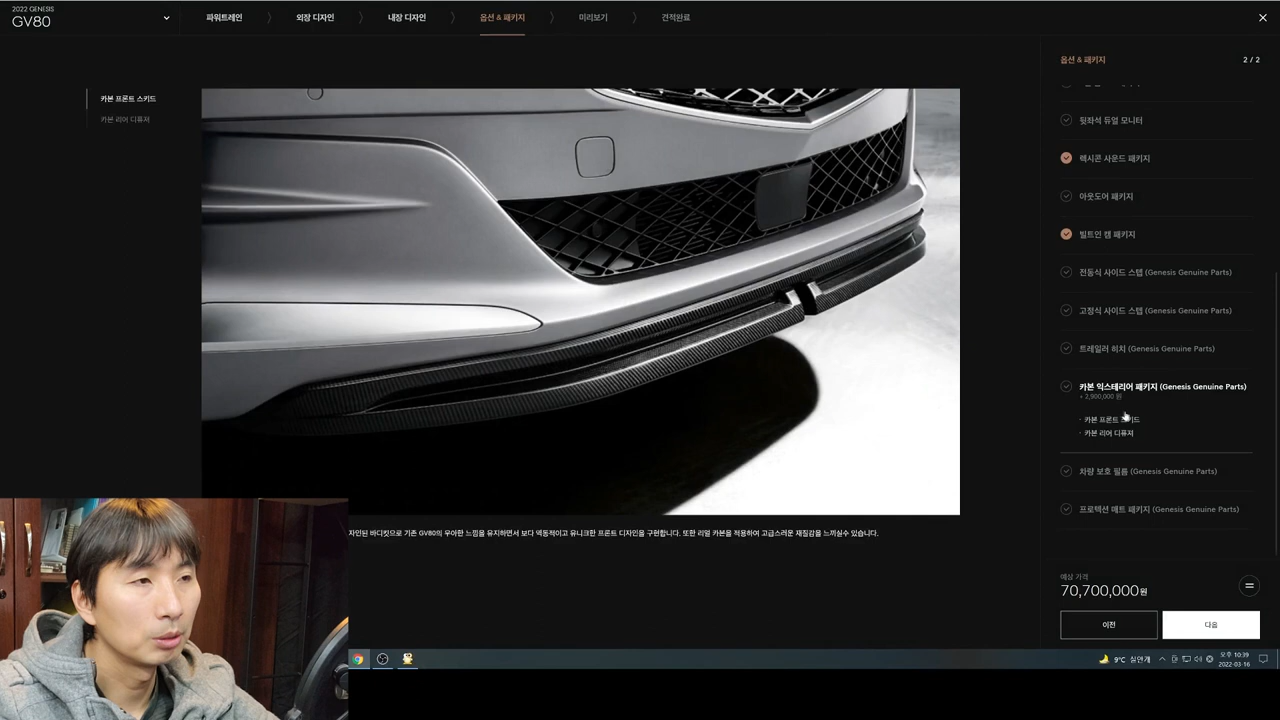 2022 GENESIS
GV80
파워트레인
외장 디자인
내장 디자인
옵션 & 패키지
미리보기
견적완료
카본 프론트 스키드
카본 리어 디퓨져
옵션 & 패키지
2 / 2
뒷좌석 듀얼 모니터
렉시콘 사운드 패키지
아웃도어 패키지
빌트인 캠 패키지
전동식 사이드 스텝 (Genesis Genuine Parts)
고정식 사이드 스텝 (Genesis Genuine Parts)
트레일러 히치 (Genesis Genuine Parts)
카본 익스테리어 패키지 (Genesis Genuine Parts)
+ 2,900,000 원
· 카본 프론트 스키드
· 카본 리어 디퓨져
차량 보호 필름 (Genesis Genuine Parts)
프로텍션 매트 패키지 (Genesis Genuine Parts)
자인된 바디킷으로 기존 GV80의 우아한 느낌을 유지하면서 보다 역동적이고 유니크한 프론트 디자인을 구현합니다. 또한 리얼 카본을 적용하여 고급스러운 재질감을 느끼실수 있습니다.
예상 가격
70,700,000원
이전
다음
9°C 실안개
오후 10:39
2022-03-16